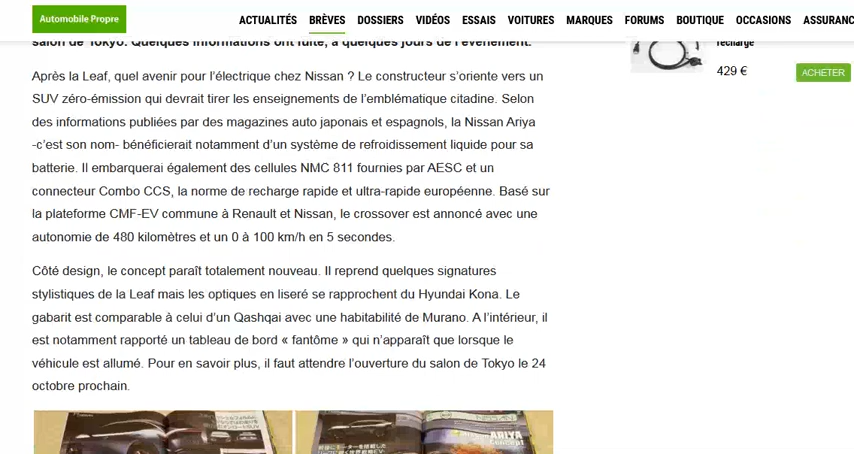 Automobile Propre
ACTUALITÉS BRÈVES DOSSIERS VIDÉOS ESSAIS VOITURES MARQUES FORUMS BOUTIQUE OCCASIONS ASSURANC
salon de Tokyo. Quelques informations ont fuité, à quelques jours de l'événement.
recharge
429 €
ACHETER
Après la Leaf, quel avenir pour l'électrique chez Nissan ? Le constructeur s'oriente vers un
SUV zéro-émission qui devrait tirer les enseignements de l'emblématique citadine. Selon
des informations publiées par des magazines auto japonais et espagnols, la Nissan Ariya
-c'est son nom- bénéficierait notamment d'un système de refroidissement liquide pour sa
batterie. Il embarquerai également des cellules NMC 811 fournies par AESC et un
connecteur Combo CCS, la norme de recharge rapide et ultra-rapide européenne. Basé sur
la plateforme CMF-EV commune à Renault et Nissan, le crossover est annoncé avec une
autonomie de 480 kilomètres et un 0 à 100 km/h en 5 secondes.
Côté design, le concept paraît totalement nouveau. Il reprend quelques signatures
stylistiques de la Leaf mais les optiques en liseré se rapprochent du Hyundai Kona. Le
gabarit est comparable à celui d'un Qashqai avec une habitabilité de Murano. A l'intérieur, il
est notamment rapporté un tableau de bord « fantôme » qui n'apparaît que lorsque le
véhicule est allumé. Pour en savoir plus, il faut attendre l'ouverture du salon de Tokyo le 24
octobre prochain.
ARIYA
Concept